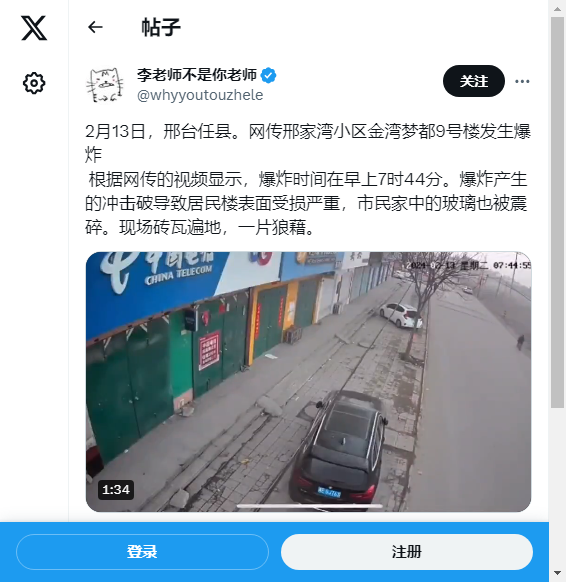 帖子
李老师不是你老师
@whyyoutouzhele
关注
2月13日，邢台任县。网传邢家湾小区金湾梦都9号楼发生爆
炸
根据网传的视频显示，爆炸时间在早上7时44分。爆炸产生
的冲击破导致居民楼表面受损严重，市民家中的玻璃也被震
碎。现场砖瓦遍地，一片狼藉。
中国电信
CHINA TELECOM
2024-02-13 星期二 07:44:55
1:34
登录
注册